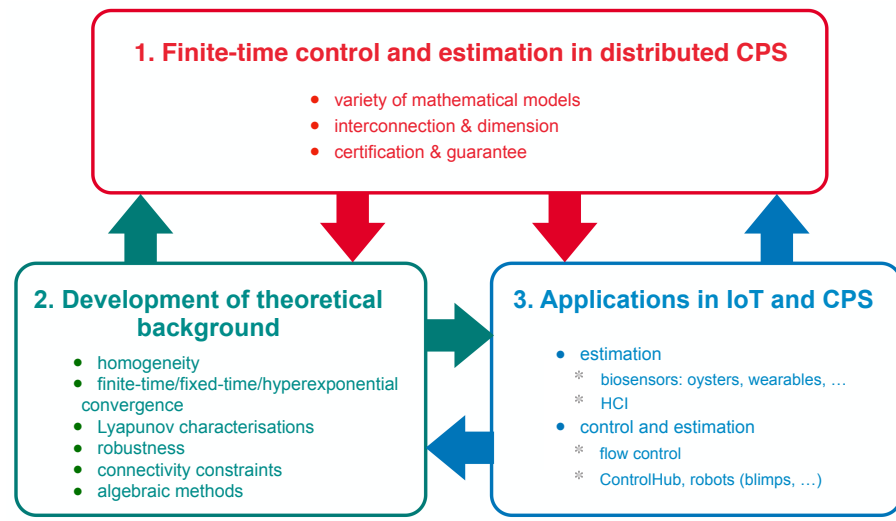 1. Finite-time control and estimation in distributed CPS
• variety of mathematical models
• interconnection & dimension
• certification & guarantee
2. Development of theoretical
background
• homogeneity
• finite-time/fixed-time/hyperexponential
convergence
• Lyapunov characterisations
• robustness
• connectivity constraints
• algebraic methods
3. Applications in IoT and CPS
• estimation
* biosensors: oysters, wearables, …
* HCI
• control and estimation
* flow control
* ControlHub, robots (blimps, …)